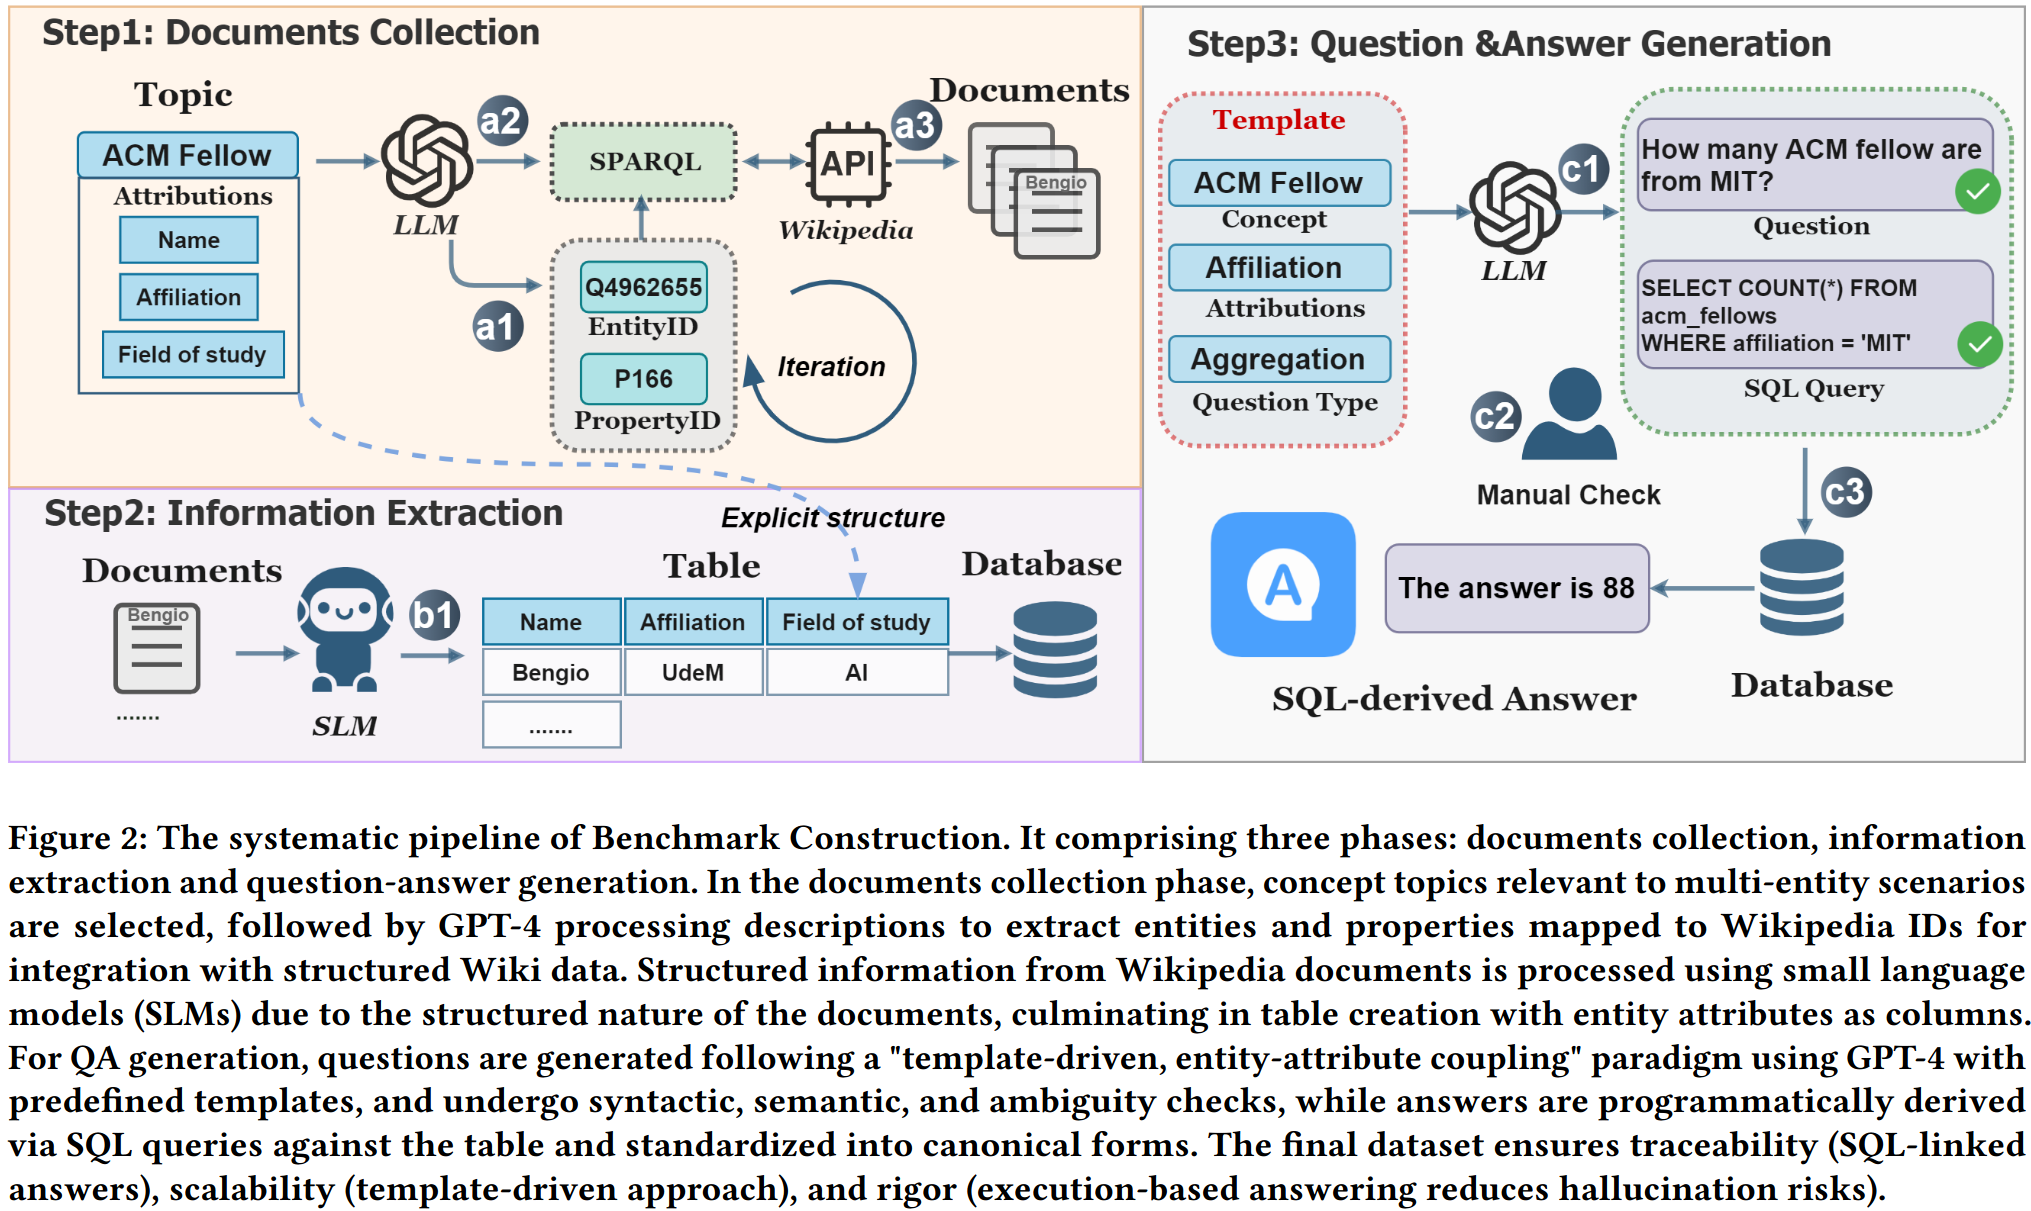 Step1: Documents Collection
Topic
ACM Fellow
Attributions
Name
Affiliation
Field of study
LLM
a2
a1
SPARQL
Q4962655
EntityID
P166
PropertyID
API
Wikipedia
a3
Documents
Bengio
Iteration
Step2: Information Extraction
Explicit structure
Documents
Bengio
.......
SLM
b1
Table
Name Affiliation Field of study
Bengio UdeM AI
.......
Database
Step3: Question &Answer Generation
Template
ACM Fellow
Concept
Affiliation
Attributions
Aggregation
Question Type
LLM
c1
How many ACM fellow are
from MIT?
Question
SELECT COUNT(*) FROM
acm_fellows
WHERE affiliation = 'MIT'
SQL Query
c2
Manual Check
c3
A
The answer is 88
SQL-derived Answer
Database
Figure 2: The systematic pipeline of Benchmark Construction. It comprising three phases: documents collection, information
extraction and question-answer generation. In the documents collection phase, concept topics relevant to multi-entity scenarios
are selected, followed by GPT-4 processing descriptions to extract entities and properties mapped to Wikipedia IDs for
integration with structured Wiki data. Structured information from Wikipedia documents is processed using small language
models (SLMs) due to the structured nature of the documents, culminating in table creation with entity attributes as columns.
For QA generation, questions are generated following a "template-driven, entity-attribute coupling" paradigm using GPT-4 with
predefined templates, and undergo syntactic, semantic, and ambiguity checks, while answers are programmatically derived
via SQL queries against the table and standardized into canonical forms. The final dataset ensures traceability (SQL-linked
answers), scalability (template-driven approach), and rigor (execution-based answering reduces hallucination risks).